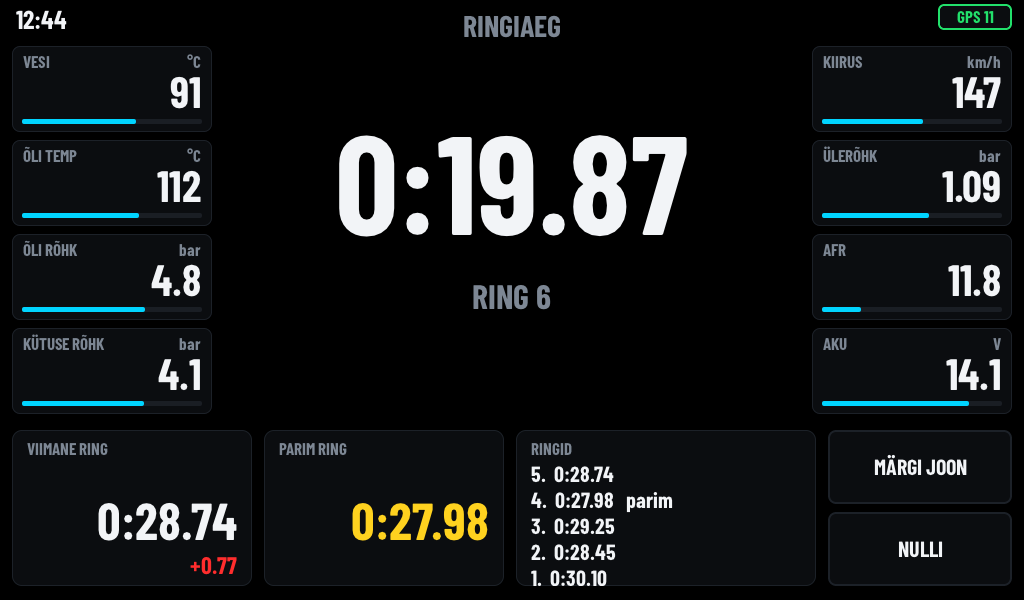 12:44
RINGIAEG
GPS 11
VESI °C
91
ÕLI TEMP °C
112
ÕLI RÕHK bar
4.8
KÜTUSE RÕHK bar
4.1
0:19.87
RING 6
KIIRUS km/h
147
ÜLERÕHK bar
1.09
AFR
11.8
AKU V
14.1
VIIMANE RING
0:28.74
+0.77
PARIM RING
0:27.98
RINGID
5. 0:28.74
4. 0:27.98 parim
3. 0:29.25
2. 0:28.45
1. 0:30.10
MÄRGI JOON
NULLI